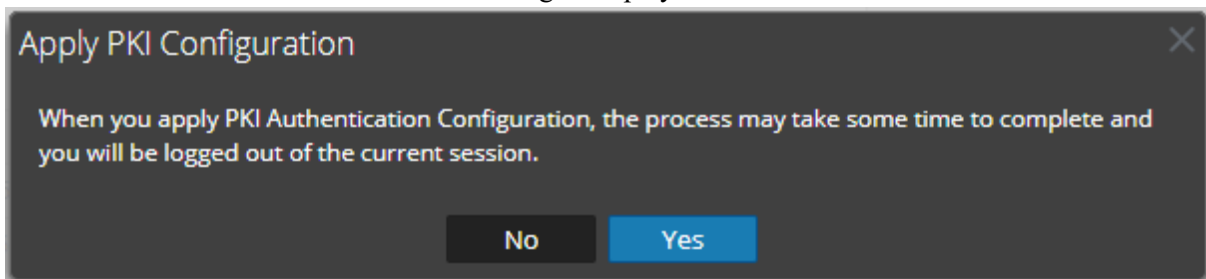 Apply PKI Configuration
When you apply PKI Authentication Configuration, the process may take some time to complete and
you will be logged out of the current session.
No Yes